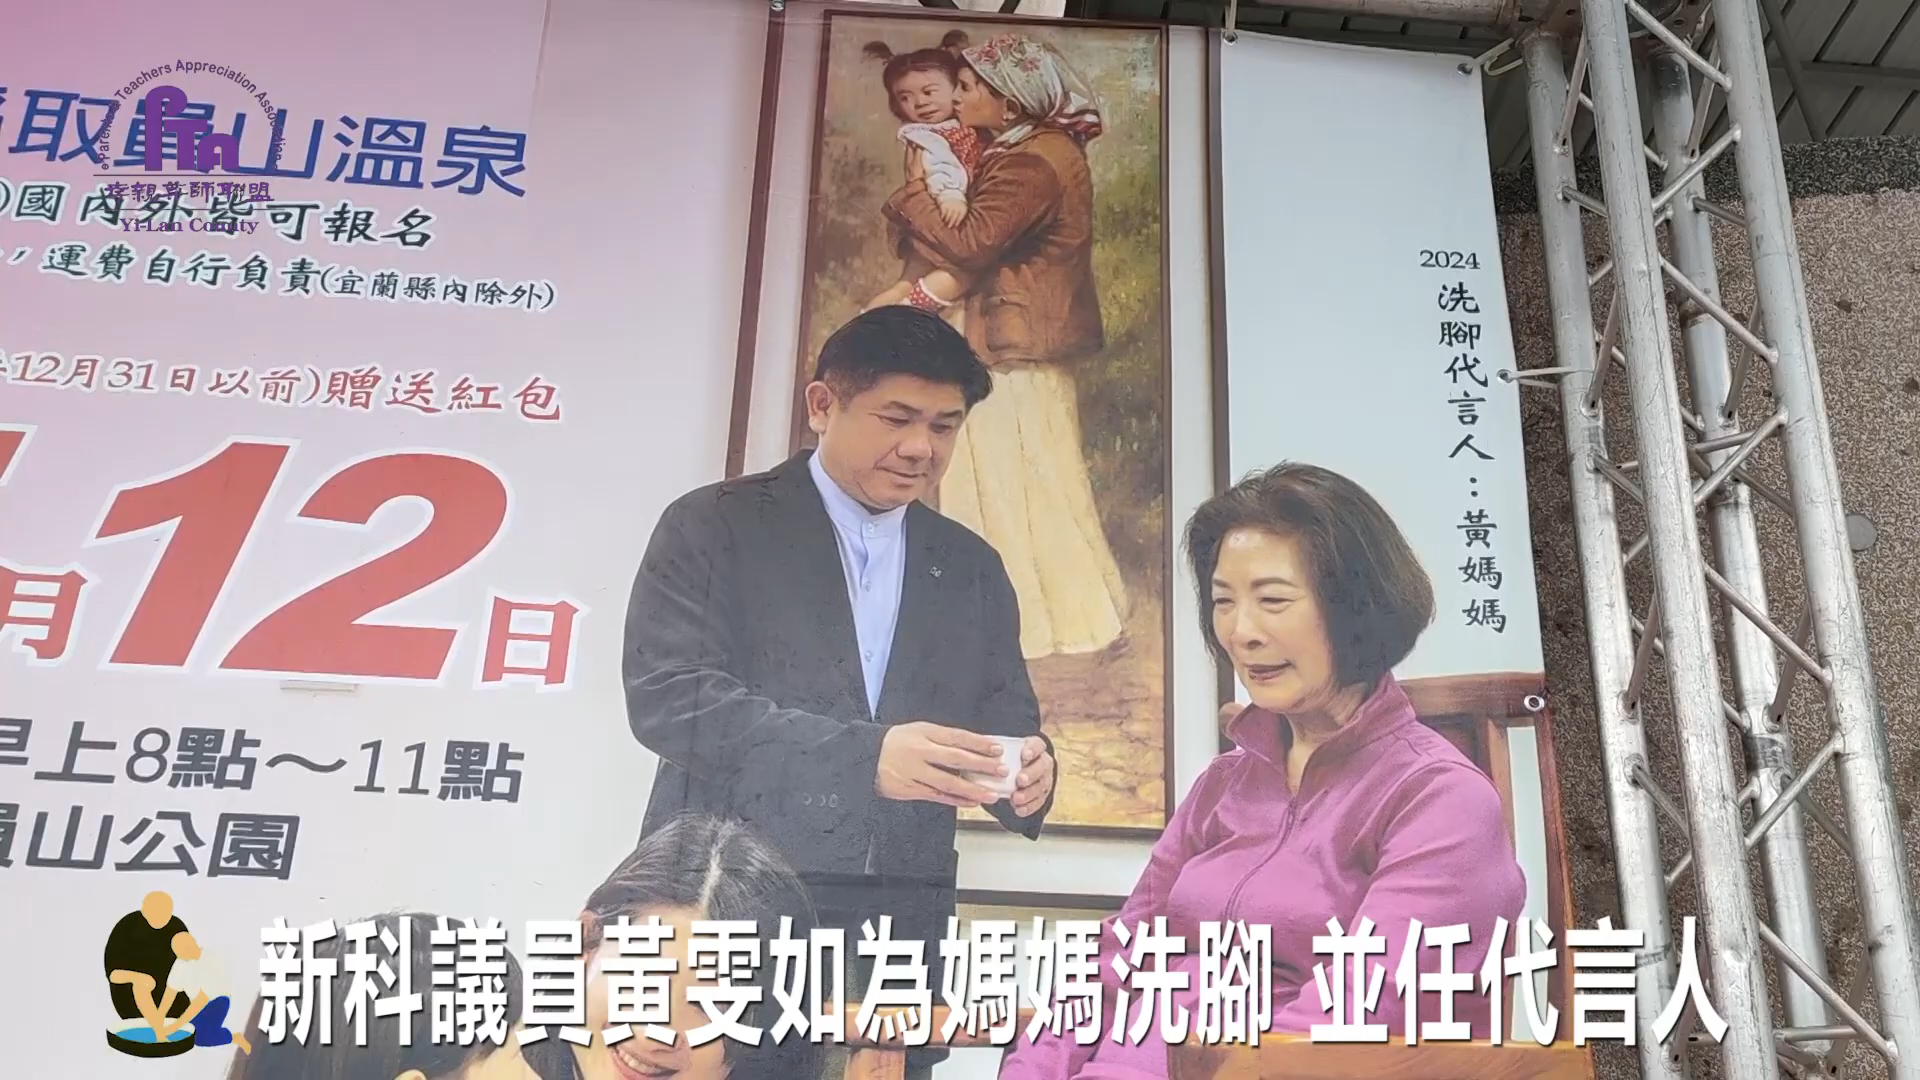 Parents & Teachers Appreciation Association
PTA
孝親尊師聯盟
Yi-Lan County
取員山溫泉
)國內外皆可報名
，運費自行負責(宜蘭縣內除外)
12月31日以前)贈送紅包
月12日
早上8點～11點
員山公園
2024
洗腳代言人：黃媽媽
新科議員黃雯如為媽媽洗腳 並任代言人